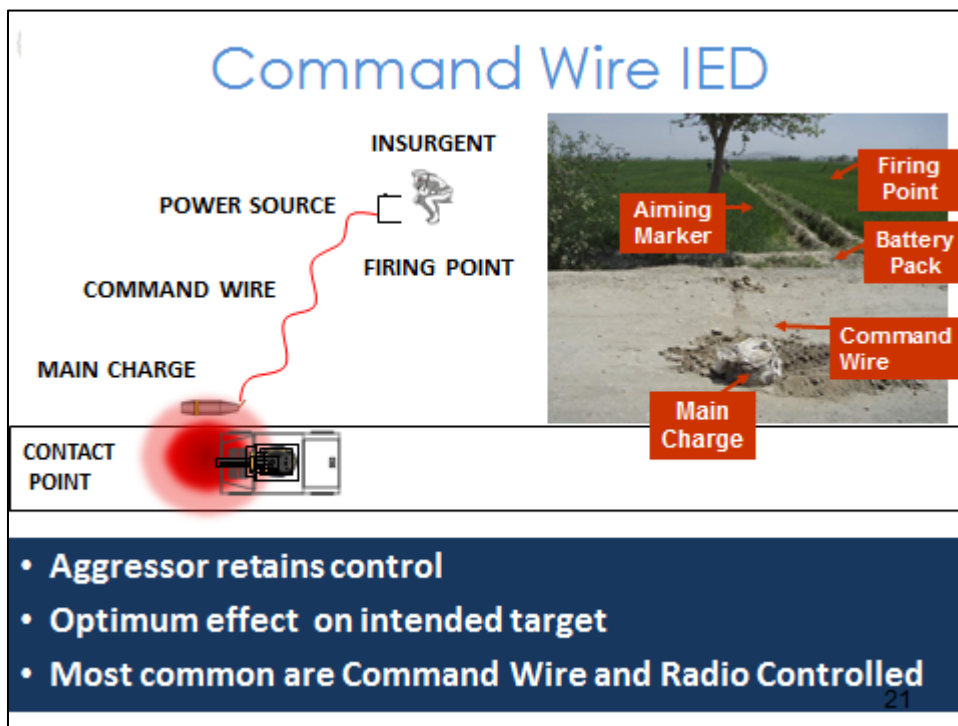 Command Wire IED
INSURGENT
POWER SOURCE
FIRING POINT
COMMAND WIRE
MAIN CHARGE
CONTACT
POINT
Firing
Point
Aiming
Marker
Battery
Pack
Command
Wire
Main
Charge
• Aggressor retains control
• Optimum effect on intended target
• Most common are Command Wire and Radio Controlled
21